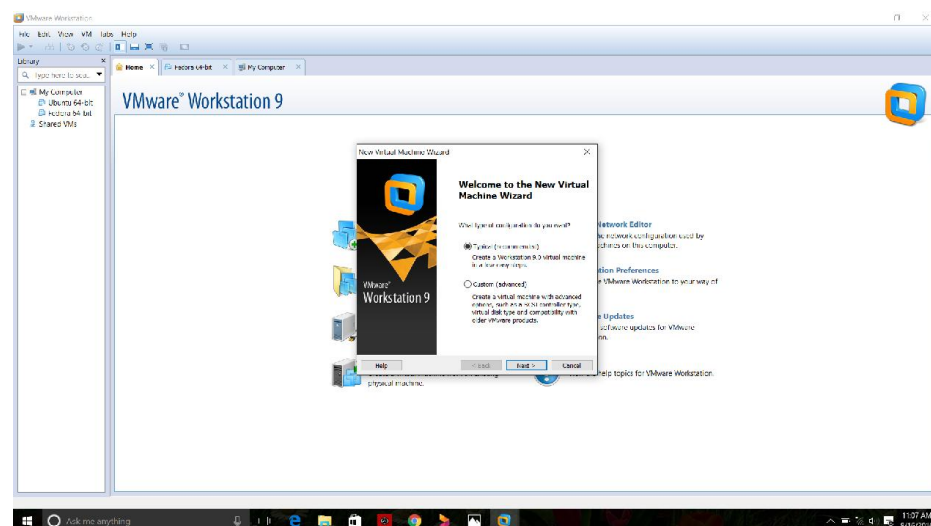 VMware Workstation
File Edit View VM Tabs Help
Library
Type here to sea...
Home
Fedora 64-bit
My Computer
My Computer
Ubuntu 64-bit
Fedora 64-bit
Shared VMs
VMware® Workstation 9
New Virtual Machine Wizard
Welcome to the New Virtual
Machine Wizard
What type of configuration do you want?
Typical (recommended)
Create a Workstation 9.0 virtual machine
in a few easy steps.
Custom (advanced)
Create a virtual machine with advanced
options, such as a SCSI controller type,
virtual disk type and compatibility with
older VMware products.
VMware®
Workstation 9
Help
< Back
Next >
Cancel
Network Editor
network configuration used by
machines on this computer.
tion Preferences
VMware Workstation to your way of
Updates
software updates for VMware
on.
physical machine.
help topics for VMware Workstation.
Ask me anything
11:07 AM